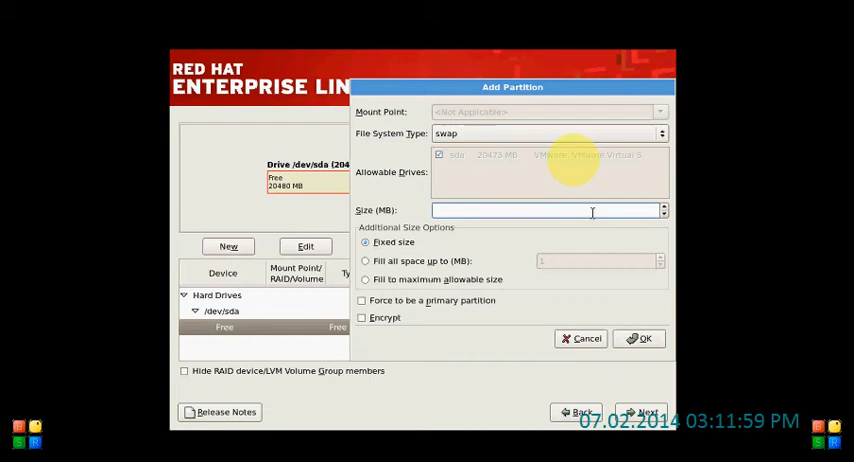 RED HAT
ENTERPRISE LIN
Add Partition
Mount Point: <Not Applicable>
File System Type: swap
Drive /dev/sda (204
Free
20480 MB
Allowable Drives:
sda 20473 MB VMware, VMware Virtual S
Size (MB):
Additional Size Options
Fixed size
Fill all space up to (MB): 1
Fill to maximum allowable size
Force to be a primary partition
Encrypt
Cancel OK
New Edit
Device Mount Point/
RAID/Volume Ty
Hard Drives
/dev/sda
Free Free
Hide RAID device/LVM Volume Group members
Release Notes Back Next
07.02.2014 03:11:59 PM
B
S R
B
S R